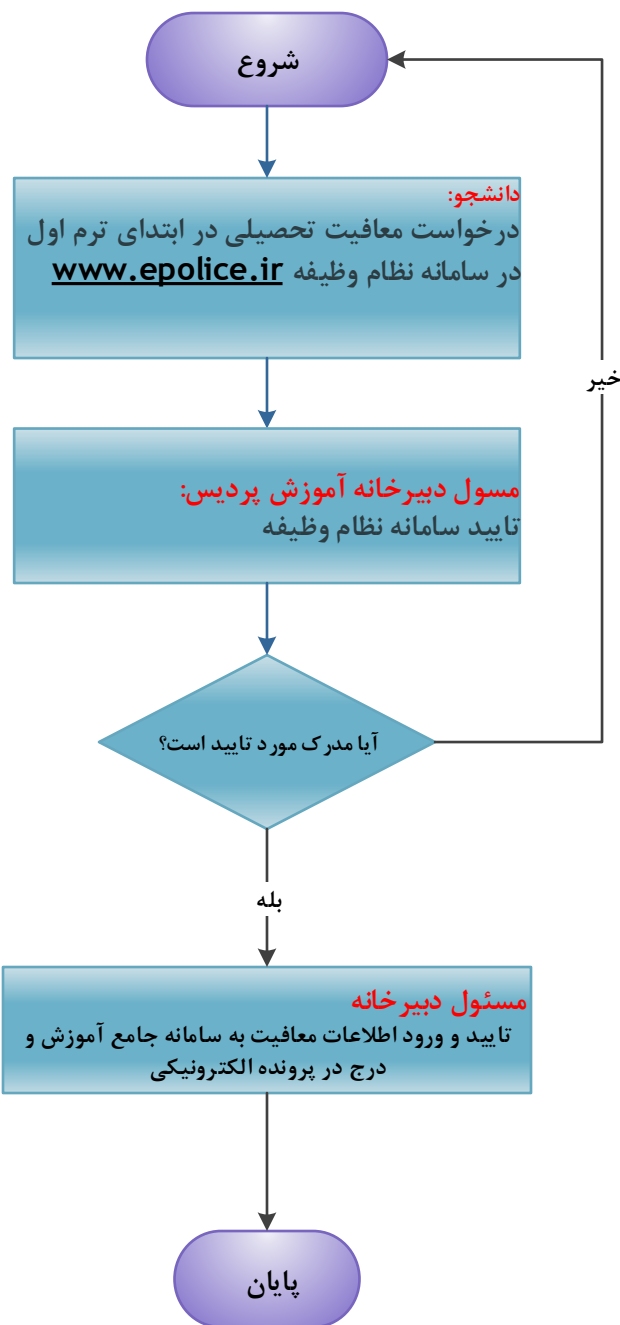 شروع
دانشجو:
درخواست معافیت تحصیلی در ابتدای ترم اول
در سامانه نظام وظیفه www.epolice.ir
خیر
مسول دبیرخانه آموزش پردیس:
تایید سامانه نظام وظیفه
آیا مدرک مورد تایید است؟
بله
مسئول دبیرخانه
تایید و ورود اطلاعات معافیت به سامانه جامع آموزش و
درج در پرونده الکترونیکی
پایان